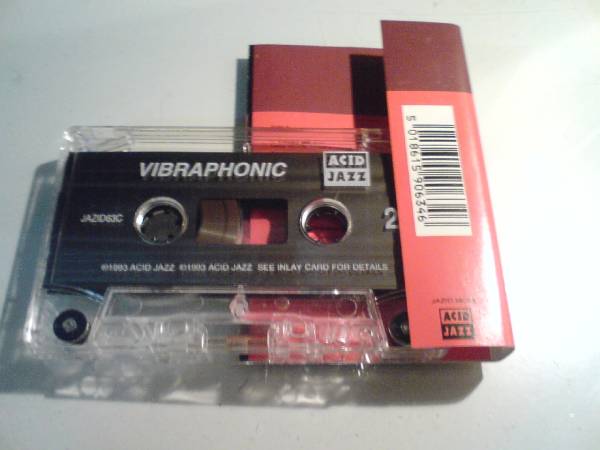 VIBRAPHONIC
ACID
JAZZ
JAZID63C
2
©1993 ACID JAZZ ©1993 ACID JAZZ SEE INLAY CARD FOR DETAILS
5 018615 906346
ACID
JAZZ